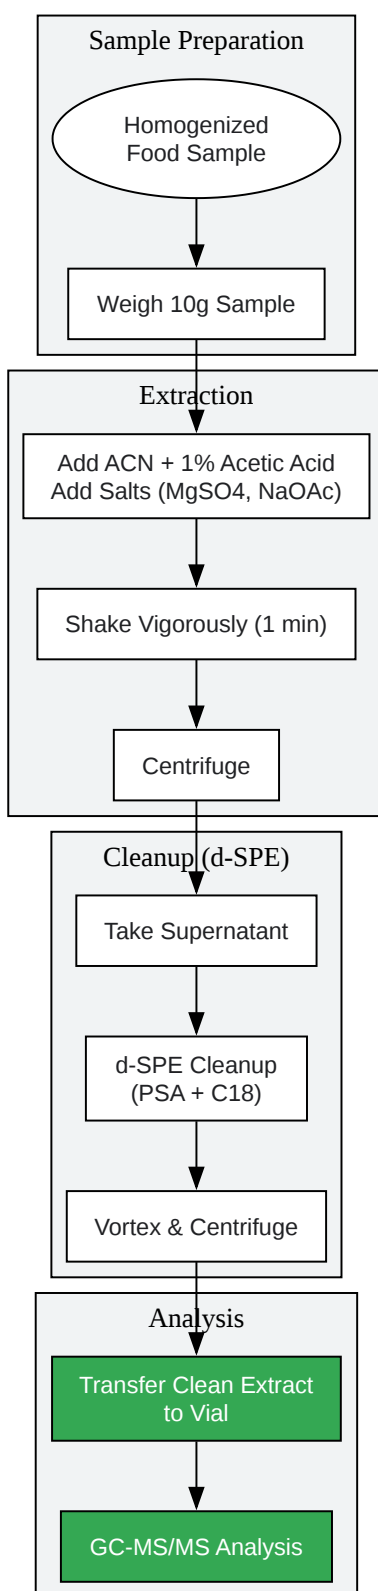 Sample Preparation
Homogenized
Food Sample
Weigh 10g Sample
Extraction
Add ACN + 1% Acetic Acid
Add Salts (MgSO4, NaOAc)
Shake Vigorously (1 min)
Centrifuge
Cleanup (d-SPE)
Take Supernatant
d-SPE Cleanup
(PSA + C18)
Vortex & Centrifuge
Analysis
Transfer Clean Extract
to Vial
GC-MS/MS Analysis